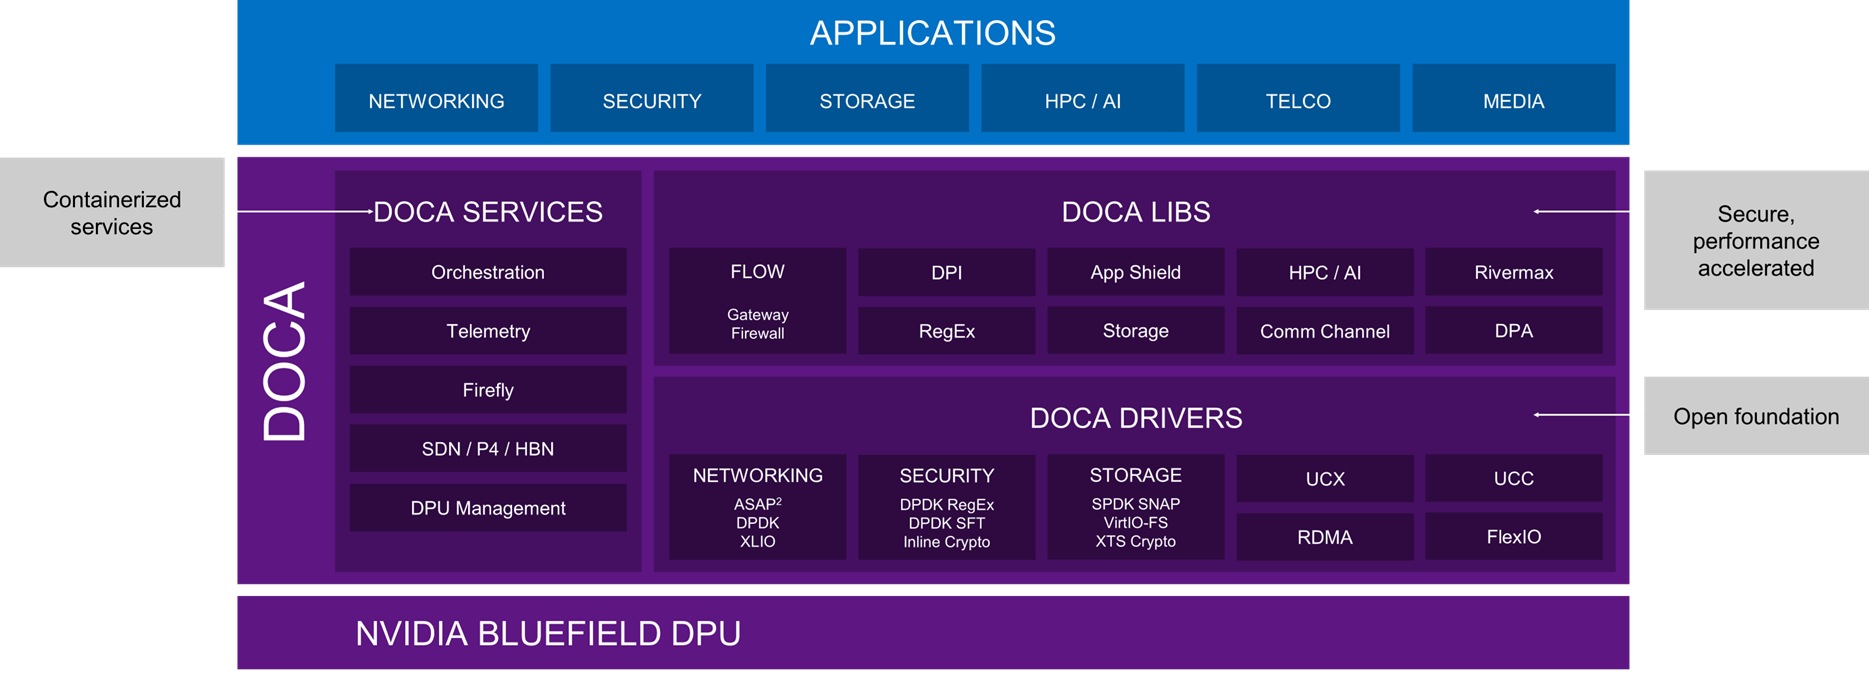 APPLICATIONS
NETWORKING
SECURITY
STORAGE
HPC / AI
TELCO
MEDIA
Containerized
services
DOCA
DOCA SERVICES
Orchestration
Telemetry
Firefly
SDN / P4 / HBN
DPU Management
DOCA LIBS
FLOW
Gateway
Firewall
DPI
RegEx
App Shield
Storage
HPC / AI
Comm Channel
Rivermax
DPA
Secure,
performance
accelerated
DOCA DRIVERS
NETWORKING
ASAP²
DPDK
XLIO
SECURITY
DPDK RegEx
DPDK SFT
Inline Crypto
STORAGE
SPDK SNAP
VirtIO-FS
XTS Crypto
UCX
RDMA
UCC
FlexIO
Open foundation
NVIDIA BLUEFIELD DPU